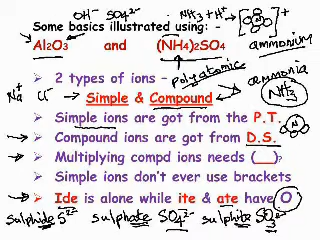 OH⁻ SO₄²⁻ NH₃ + H⁺ →
Some basics illustrated using: -
Al2O3 and (NH4)2SO4 ammonium
2 types of ions - polyatomic
ammonia
Na⁺ Cl⁻ Simple & Compound NH₃
Simple ions are got from the P.T.
Compound ions are got from D.S.
Multiplying compd ions needs ( )?
Simple ions don't ever use brackets
Ide is alone while ite & ate have O
sulphide S²⁻ sulphate SO₄²⁻ sulphite SO₃²⁻